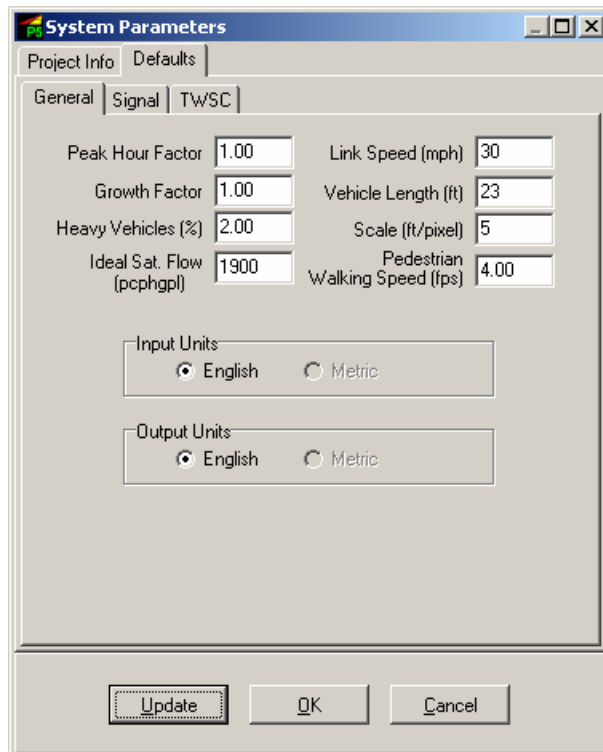 System Parameters
Project Info Defaults
General Signal TWSC
Peak Hour Factor 1.00
Link Speed (mph) 30
Growth Factor 1.00
Vehicle Length (ft) 23
Heavy Vehicles (%) 2.00
Scale (ft/pixel) 5
Ideal Sat. Flow
(pcphgpl) 1900
Pedestrian
Walking Speed (fps) 4.00
Input Units
English Metric
Output Units
English Metric
Update OK Cancel